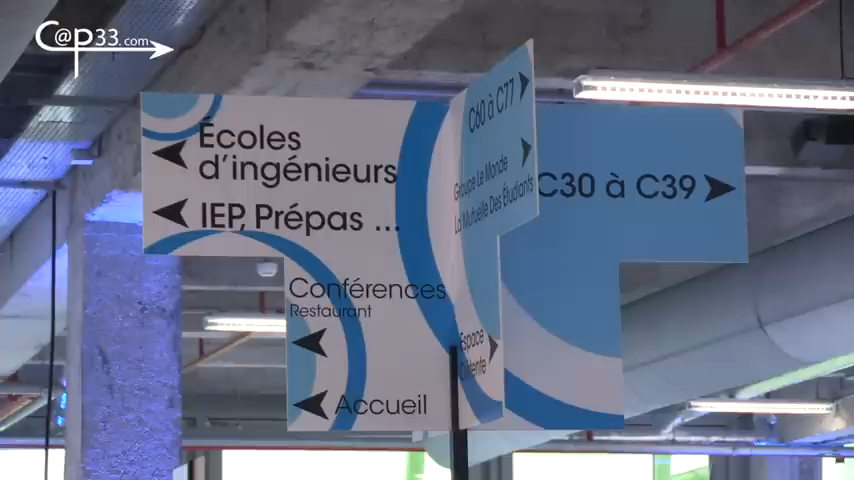 C@p33.com
Écoles
d'ingénieurs
IEP, Prépas ...
Conférences
Restaurant
Accueil
C60 à C77
Groupe Le Monde
La Mutuelle Des Étudiants
Espace
Détente
C30 à C39